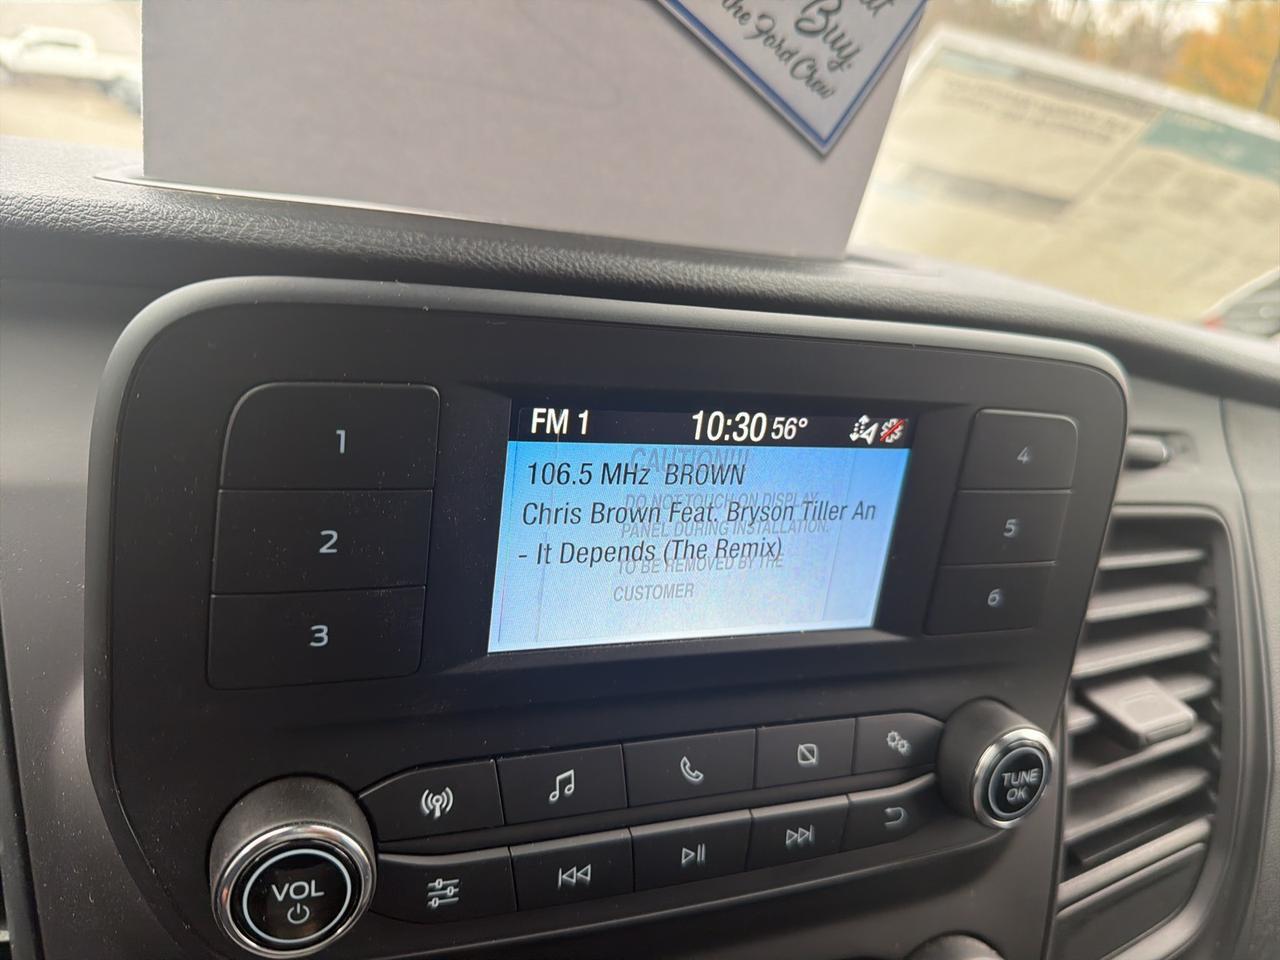 Buy.
the Ford Crew
FM 1 10:30 56°
106.5 MHz BROWN
Chris Brown Feat. Bryson Tiller An
- It Depends (The Remix)
CAUTION!!
DO NOT TOUCH ON DISPLAY
PANEL DURING INSTALLATION.
TO BE REMOVED BY THE
CUSTOMER
1
2
3
4
5
6
VOL
TUNE
OK